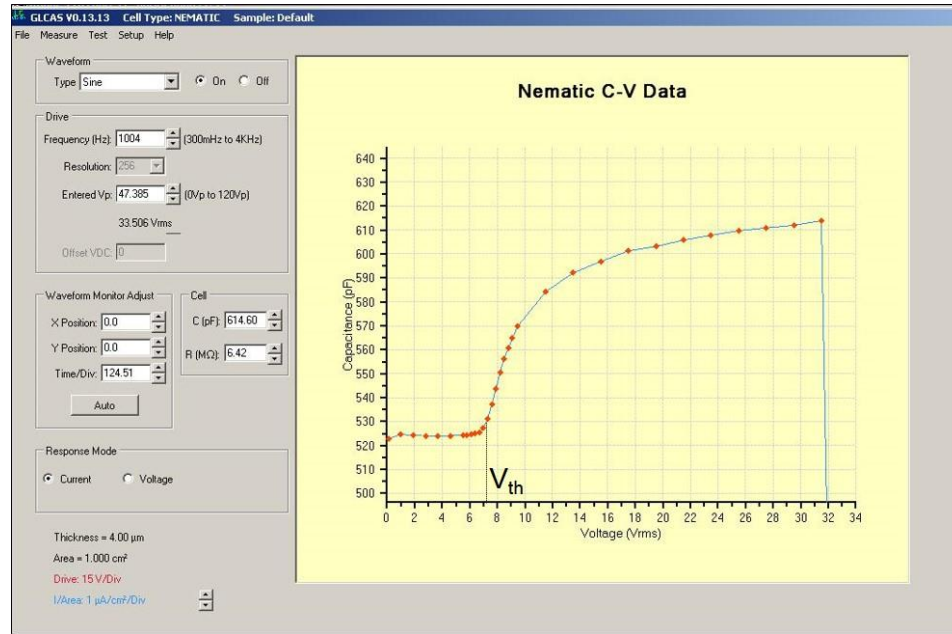 GLCAS V0.13.13 Cell Type: NEMATIC Sample: Default
File Measure Test Setup Help
Waveform
Type Sine On Off
Drive
Frequency (Hz): 1004 (300mHz to 4KHz)
Resolution: 256
Entered Vp: 47.385 (0Vp to 120Vp)
33.506 Vrms
Offset VDC: 0
Waveform Monitor Adjust
X Position: 0.0
Y Position: 0.0
Time/Div: 124.51
Auto
Cell
C (pF): 614.60
R (MΩ): 6.42
Response Mode
Current Voltage
Thickness = 4.00 µm
Area = 1.000 cm²
Drive: 15 V/Div
I/Area: 1 µA/cm²/Div
Nematic C-V Data
Capacitance (pF)
640
630
620
610
600
590
580
570
560
550
540
530
520
510
500
Vth
0 2 4 6 8 10 12 14 16 18 20 22 24 26 28 30 32 34
Voltage (Vrms)